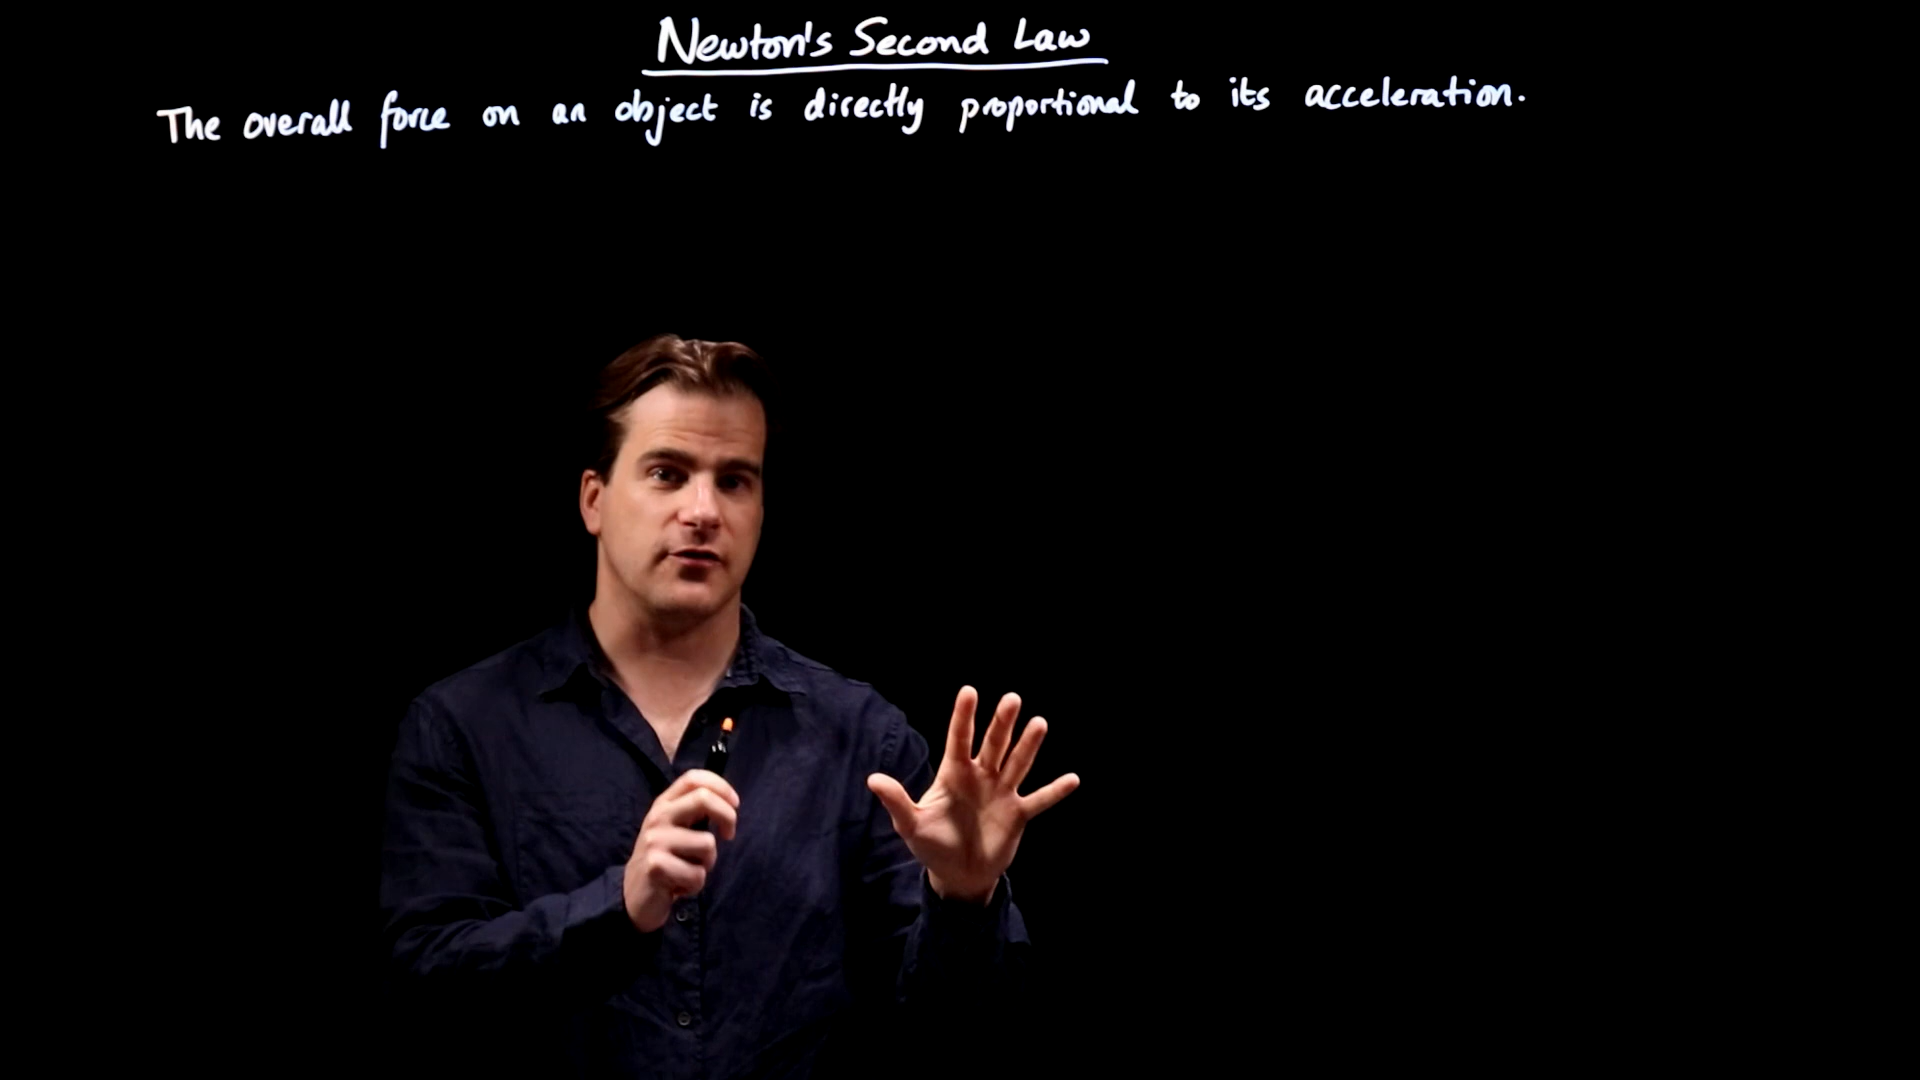 Newton's Second Law
The overall force on an object is directly proportional to its acceleration.